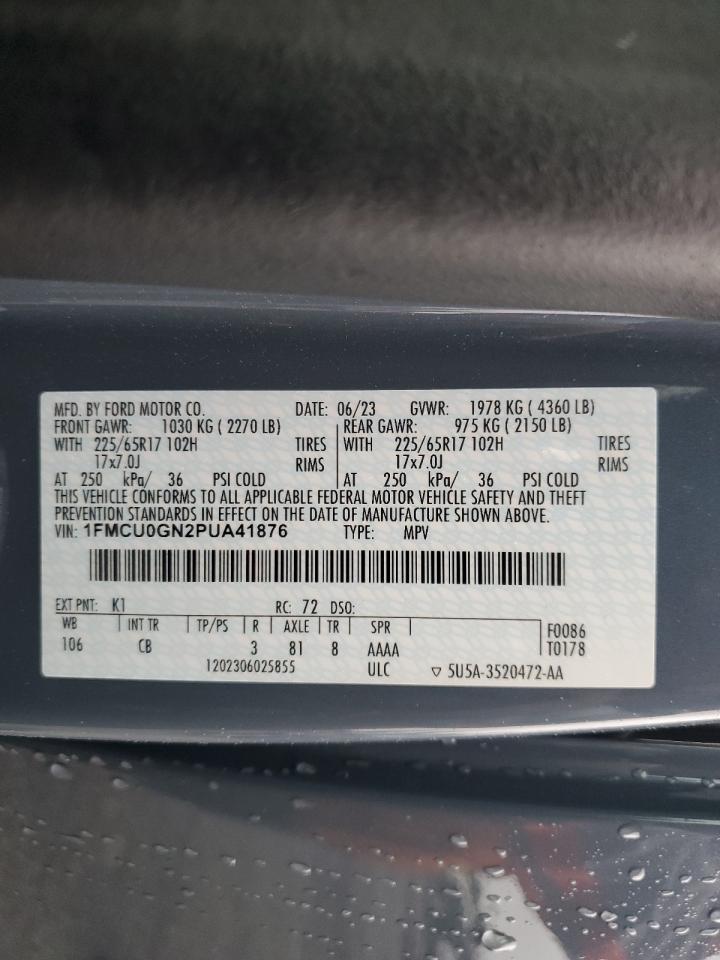 MFD. BY FORD MOTOR CO. DATE: 06/23 GVWR: 1978 KG ( 4360 LB)
FRONT GAWR: 1030 KG ( 2270 LB) REAR GAWR: 975 KG ( 2150 LB)
WITH 225/65R17 102H TIRES WITH 225/65R17 102H TIRES
17x7.0J RIMS 17x7.0J RIMS
AT 250 kPa/ 36 PSI COLD AT 250 kPa/ 36 PSI COLD
THIS VEHICLE CONFORMS TO ALL APPLICABLE FEDERAL MOTOR VEHICLE SAFETY AND THEFT
PREVENTION STANDARDS IN EFFECT ON THE DATE OF MANUFACTURE SHOWN ABOVE.
VIN: 1FMCU0GN2PUA41876 TYPE: MPV
EXT PNT: K1 RC: 72 DSO:
WB INT TR TP/PS R AXLE TR SPR F0086
106 CB 3 81 8 AAAA T0178
1202306025855 ULC ▽ 5U5A-3520472-AA